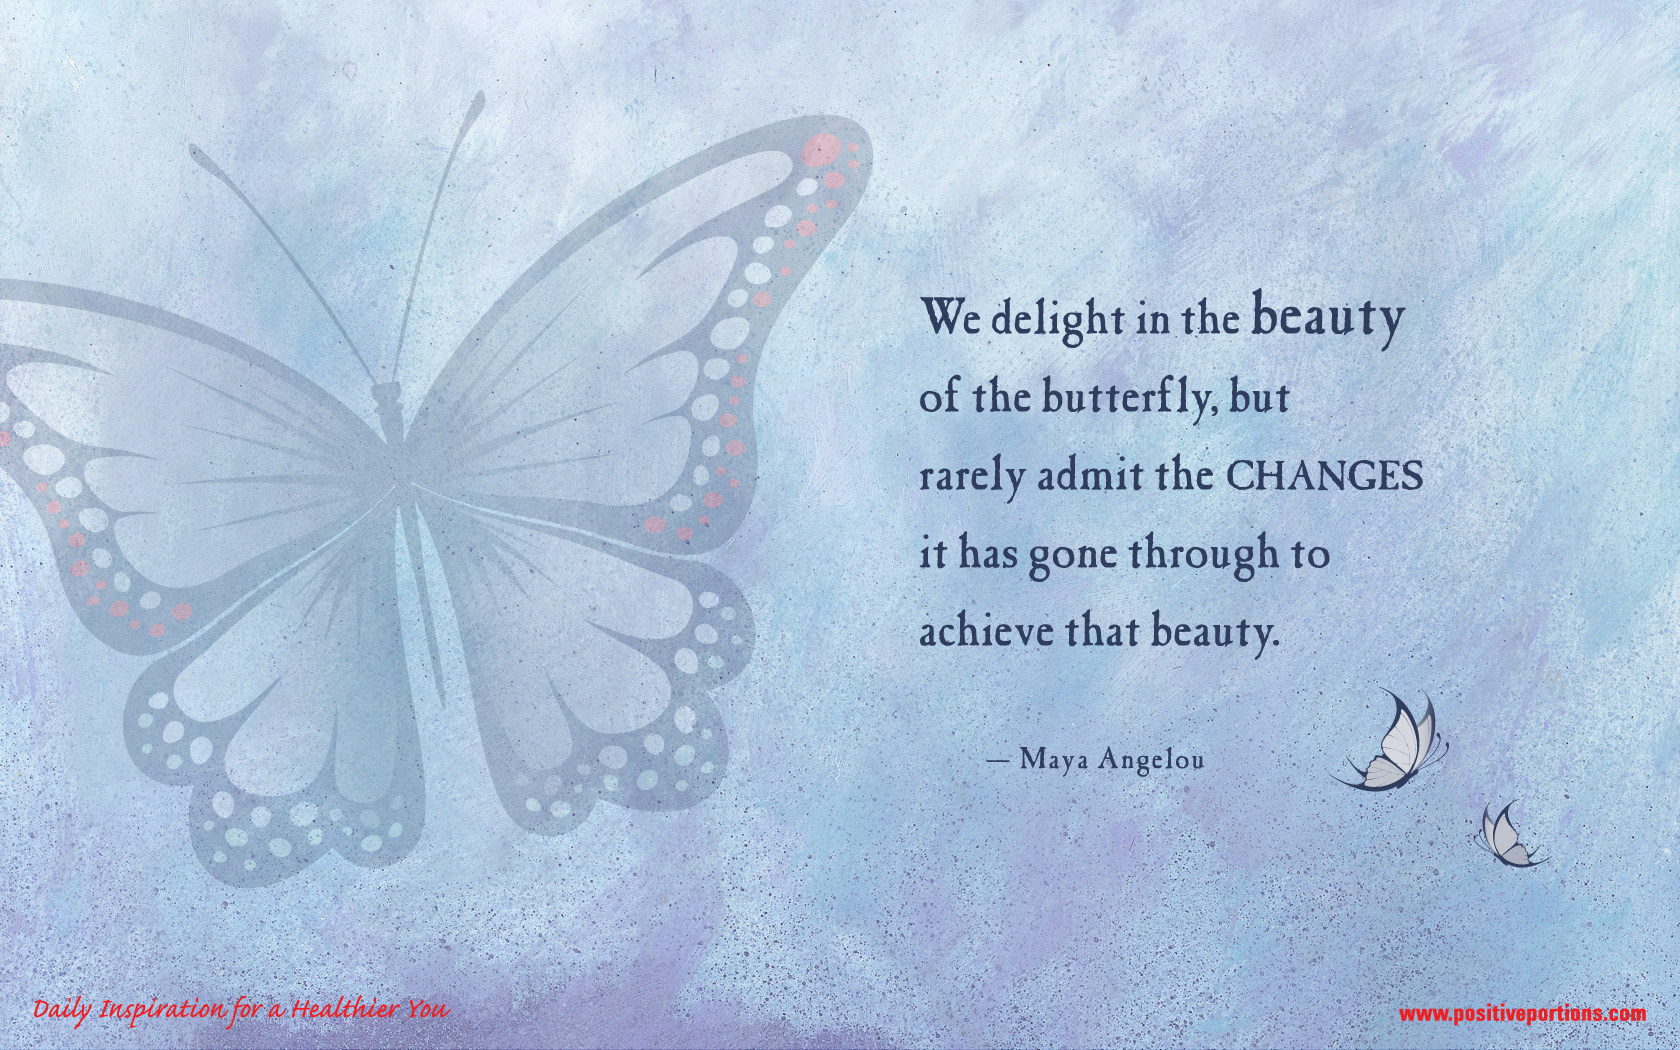 We delight in the beauty
of the butterfly, but
rarely admit the CHANGES
it has gone through to
achieve that beauty.
— Maya Angelou
Daily Inspiration for a Healthier You
www.positiveportions.com